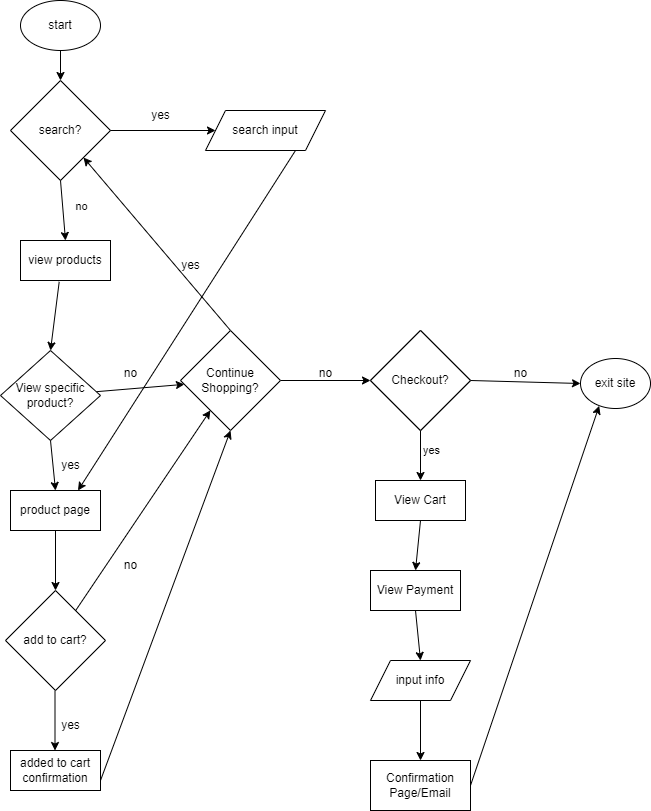 start
search?
yes
search input
no
view products
yes
View specific
product?
no
Continue
Shopping?
no
Checkout?
no
exit site
yes
yes
product page
View Cart
no
View Payment
add to cart?
input info
yes
added to cart
confirmation
Confirmation
Page/Email